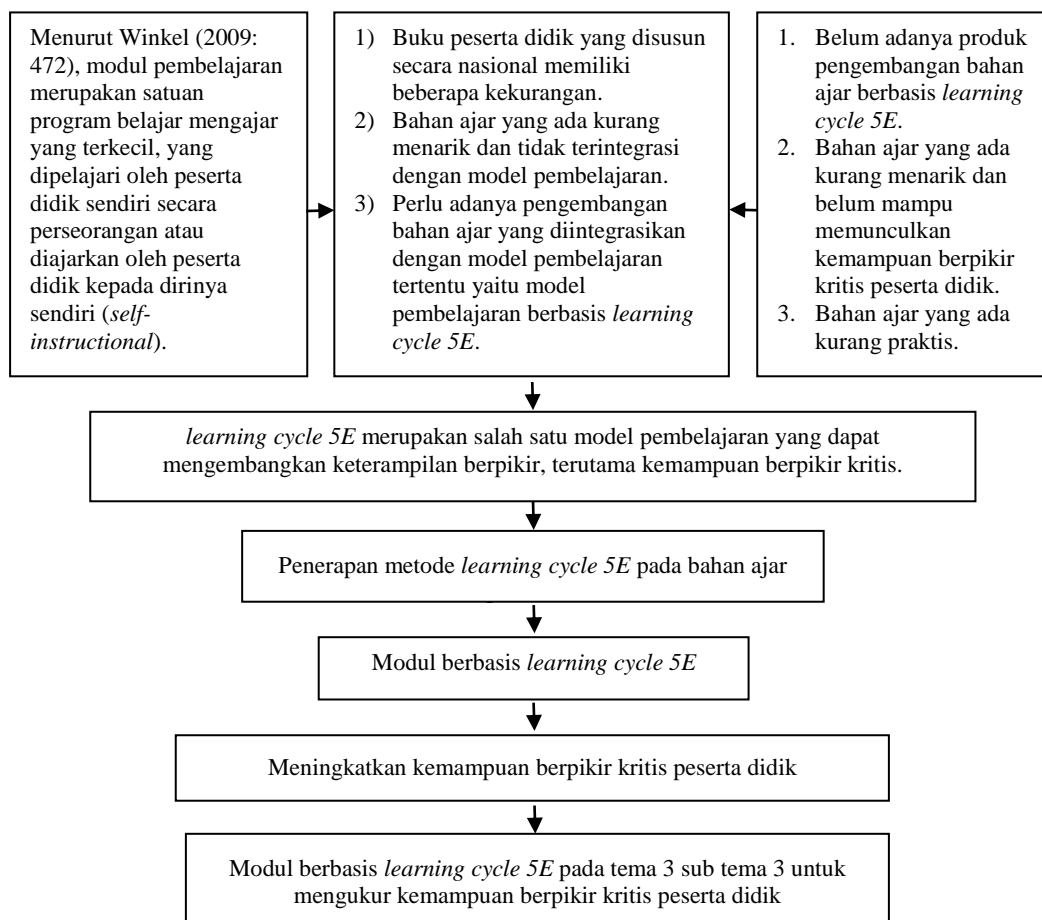 Menurut Winkel (2009:
472), modul pembelajaran
merupakan satuan
program belajar mengajar
yang terkecil, yang
dipelajari oleh peserta
didik sendiri secara
perseorangan atau
diajarkan oleh peserta
didik kepada dirinya
sendiri (self-
instructional).
1) Buku peserta didik yang disusun
secara nasional memiliki
beberapa kekurangan.
2) Bahan ajar yang ada kurang
menarik dan tidak terintegrasi
dengan model pembelajaran.
3) Perlu adanya pengembangan
bahan ajar yang diintegrasikan
dengan model pembelajaran
tertentu yaitu model
pembelajaran berbasis learning
cycle 5E.
1. Belum adanya produk
pengembangan bahan
ajar berbasis learning
cycle 5E.
2. Bahan ajar yang ada
kurang menarik dan
belum mampu
memunculkan
kemampuan berpikir
kritis peserta didik.
3. Bahan ajar yang ada
kurang praktis.
learning cycle 5E merupakan salah satu model pembelajaran yang dapat
mengembangkan keterampilan berpikir, terutama kemampuan berpikir kritis.
Penerapan metode learning cycle 5E pada bahan ajar
Modul berbasis learning cycle 5E
Meningkatkan kemampuan berpikir kritis peserta didik
Modul berbasis learning cycle 5E pada tema 3 sub tema 3 untuk
mengukur kemampuan berpikir kritis peserta didik